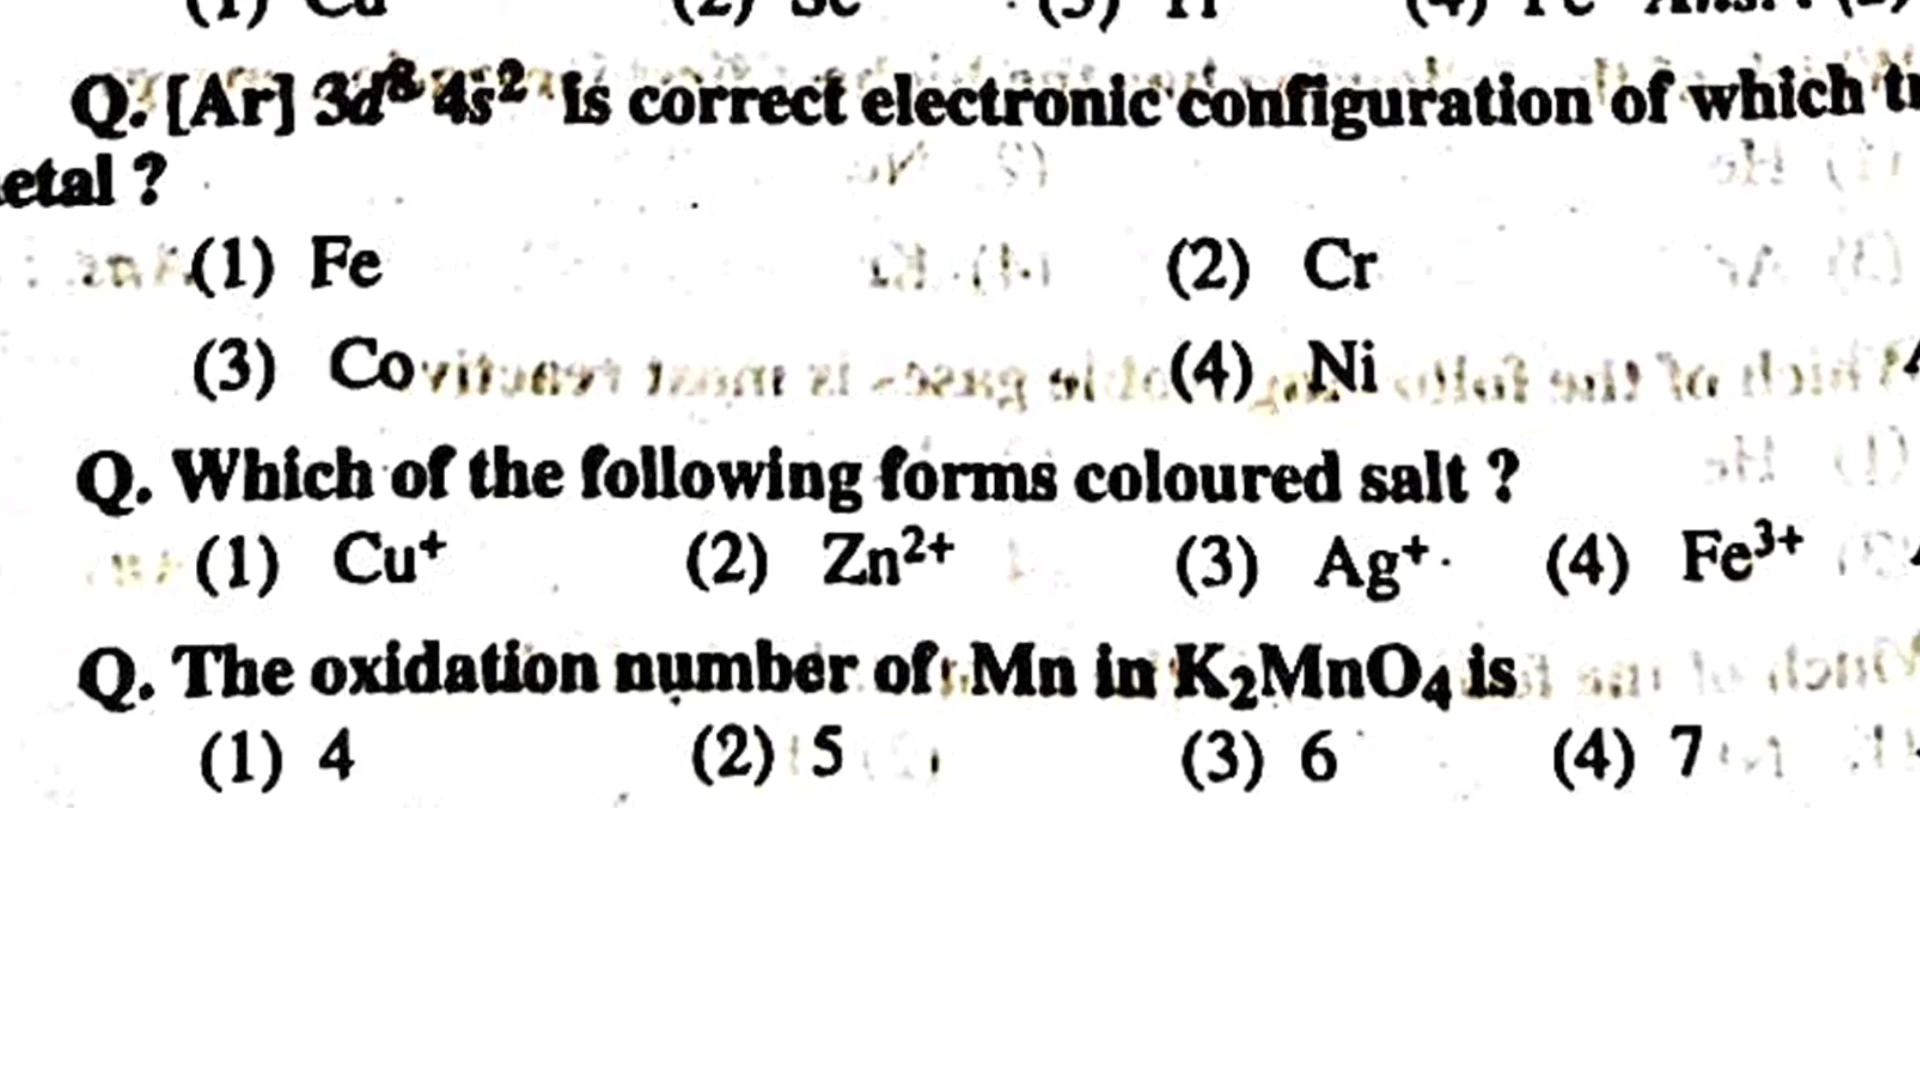 Q. [Ar] 3d⁸ 4s² is correct electronic configuration of which
etal ?
(1) Fe (2) Cr
(3) Co (4) Ni
Q. Which of the following forms coloured salt ?
(1) Cu⁺ (2) Zn²⁺ (3) Ag⁺ (4) Fe³⁺
Q. The oxidation number of Mn in K₂MnO₄ is
(1) 4 (2) 5 (3) 6 (4) 7